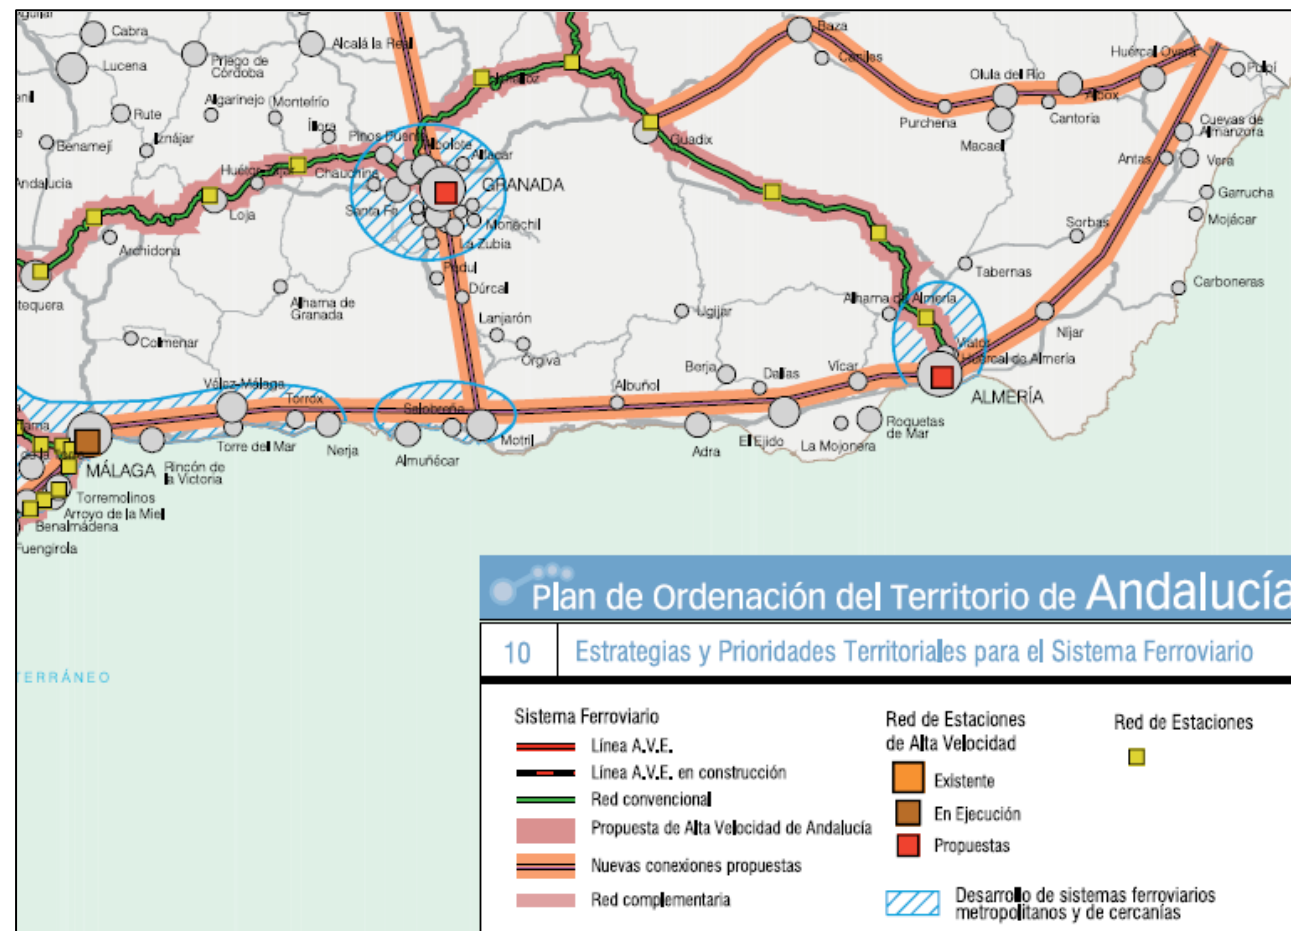 Cabra
Lucena
Priego de
Córdoba
Alcalá la Real
Baza
Caniles
Huércal Overa
Pulpí
Olula del Río
Albox
Cantoria
Purchena
Macael
Cuevas de
Almanzora
Antas
Vera
Garrucha
Mojácar
Rute
Algarinejo
Montefrío
Íllora
Iznájar
Benamejí
Pinos Puente
Albolote
Alfacar
Guadix
Andalucía
Huétor Tájar
Chauchina
GRANADA
Santa Fe
Loja
Monachil
La Zubia
Archidona
Sorbas
Tabernas
Padul
Dúrcal
Carboneras
tequera
Alhama de
Granada
Lanjarón
Ugíjar
Alhama de Almería
Níjar
Colmenar
Órgiva
Viator
Huércal de Almería
Berja
Dalías
Vícar
ALMERÍA
Vélez-Málaga
Torrox
Salobreña
Albuñol
Torre del Mar
Nerja
Almuñécar
Motril
Adra
El Ejido
La Mojonera
Roquetas
de Mar
MÁLAGA
Rincón de
la Victoria
Torremolinos
Arroyo de la Miel
Benalmádena
Fuengirola
Plan de Ordenación del Territorio de Andalucía
10 Estrategias y Prioridades Territoriales para el Sistema Ferroviario
TERRÁNEO
Sistema Ferroviario
Línea A.V.E.
Línea A.V.E. en construcción
Red convencional
Propuesta de Alta Velocidad de Andalucía
Nuevas conexiones propuestas
Red complementaria
Red de Estaciones
de Alta Velocidad
Existente
En Ejecución
Propuestas
Desarrollo de sistemas ferroviarios
metropolitanos y de cercanías
Red de Estaciones